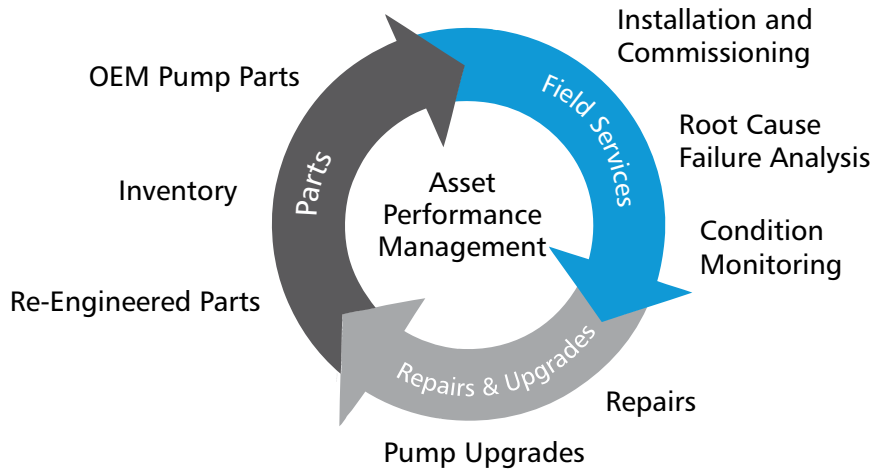 Installation and
Commissioning
OEM Pump Parts
Field Services
Root Cause
Failure Analysis
Parts
Inventory
Asset
Performance
Management
Condition
Monitoring
Re-Engineered Parts
Repairs & Upgrades
Repairs
Pump Upgrades